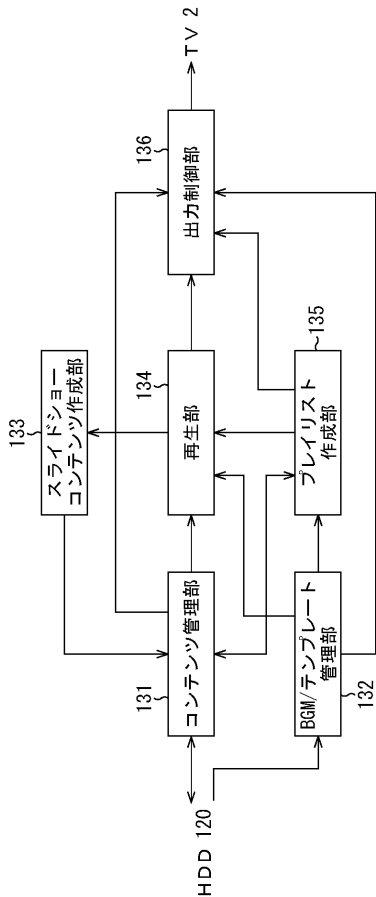 133
スライドショー
コンテンツ作成部
131
コンテンツ管理部
134
再生部
136
出力制御部
TV 2
HDD 120
BGM/テンプレート
管理部
132
プレイリスト
作成部
135